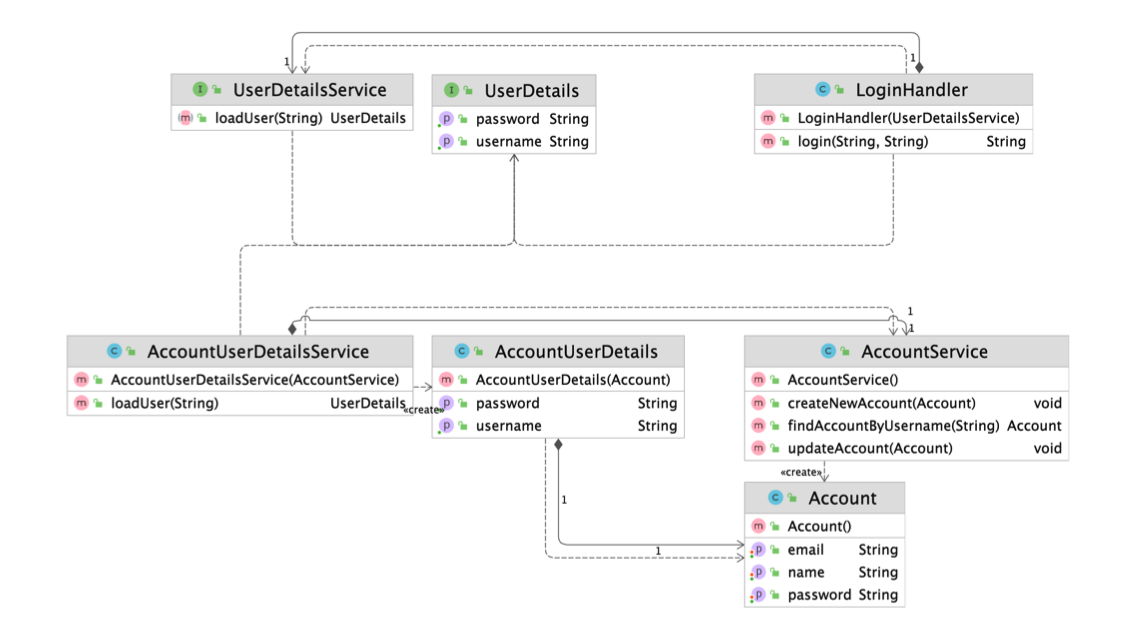 1
1
I UserDetailsService
m loadUser(String) UserDetails
I UserDetails
p password String
p username String
C LoginHandler
m LoginHandler(UserDetailsService)
m login(String, String) String
1
1
C AccountUserDetailsService
m AccountUserDetailsService(AccountService)
m loadUser(String) UserDetails
«create»
C AccountUserDetails
m AccountUserDetails(Account)
p password String
p username String
C AccountService
m AccountService()
m createNewAccount(Account) void
m findAccountByUsername(String) Account
m updateAccount(Account) void
«create»
1
1
C Account
m Account()
p email String
p name String
p password String